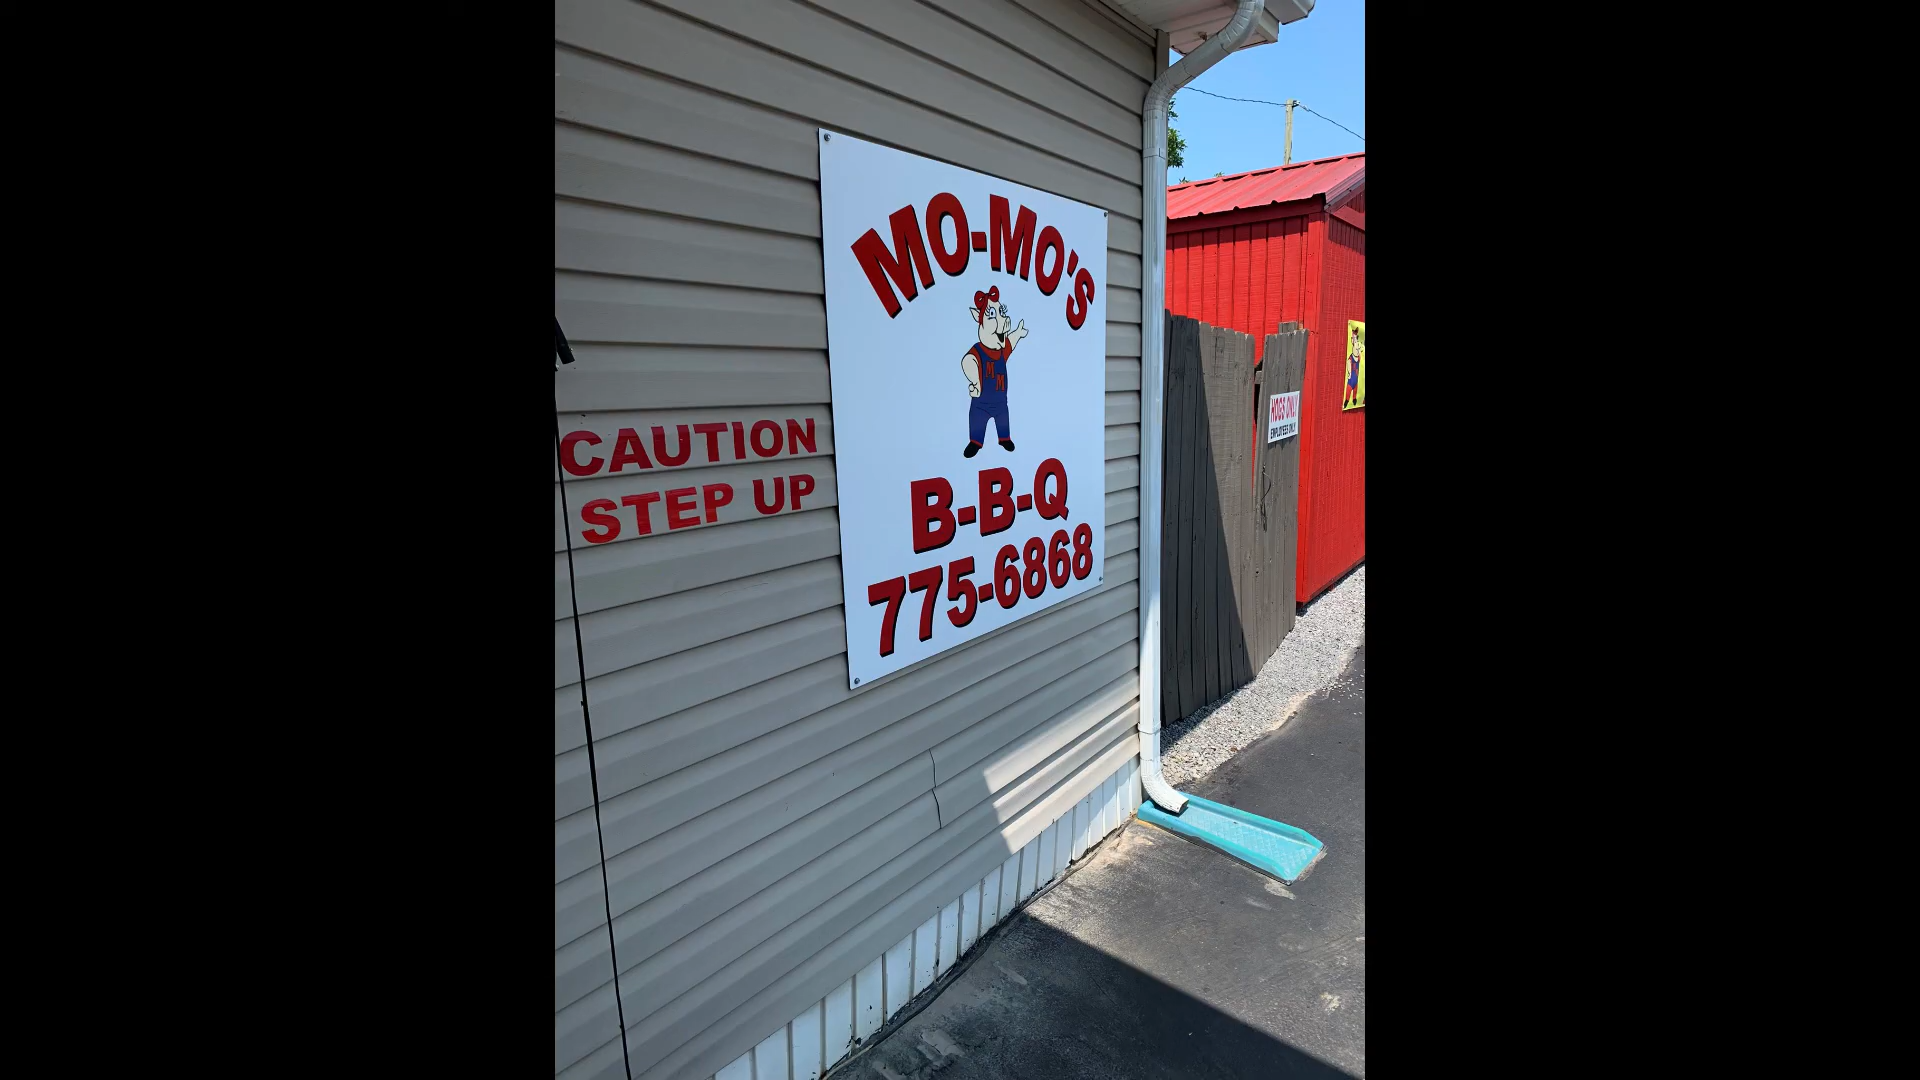 MO-MO'S
M
M
B-B-Q
775-6868
CAUTION
STEP UP
HOGS ONLY
EMPLOYEES ONLY